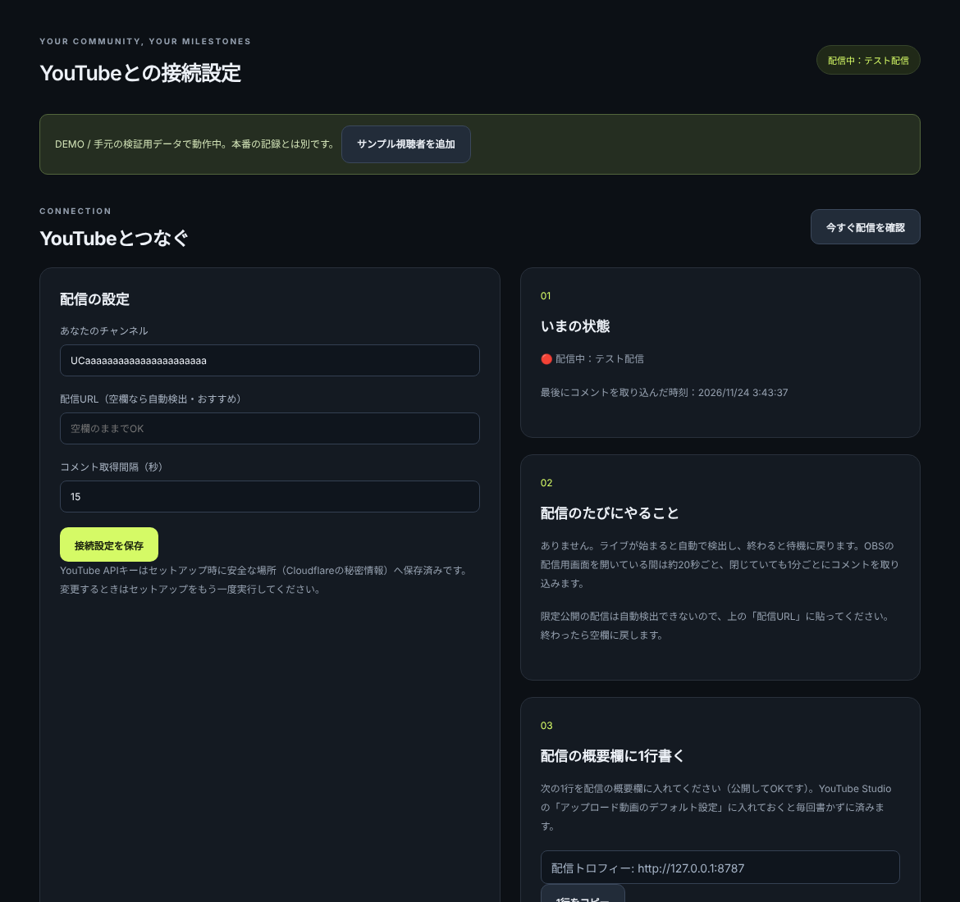 YOUR COMMUNITY, YOUR MILESTONES
YouTubeとの接続設定
配信中：テスト配信
DEMO / 手元の検証用データで動作中。本番の記録とは別です。
サンプル視聴者を追加
CONNECTION
YouTubeとつなぐ
今すぐ配信を確認
配信の設定
あなたのチャンネル
UCaaaaaaaaaaaaaaaaaaaaaa
配信URL（空欄なら自動検出・おすすめ）
空欄のままでOK
コメント取得間隔（秒）
15
接続設定を保存
YouTube APIキーはセットアップ時に安全な場所（Cloudflareの秘密情報）へ保存済みです。
変更するときはセットアップをもう一度実行してください。
01
いまの状態
配信中：テスト配信
最後にコメントを取り込んだ時刻：2026/11/24 3:43:37
02
配信のたびにやること
ありません。ライブが始まると自動で検出し、終わると待機に戻ります。OBSの
配信用画面を開いている間は約20秒ごと、閉じていても1分ごとにコメントを取り
込みます。
限定公開の配信は自動検出できないので、上の「配信URL」に貼ってください。
終わったら空欄に戻します。
03
配信の概要欄に1行書く
次の1行を配信の概要欄に入れてください（公開してOKです）。YouTube Studio
の「アップロード動画のデフォルト設定」に入れておくと毎回書かずに済みま
す。
配信トロフィー: http://127.0.0.1:8787
1行をコピー